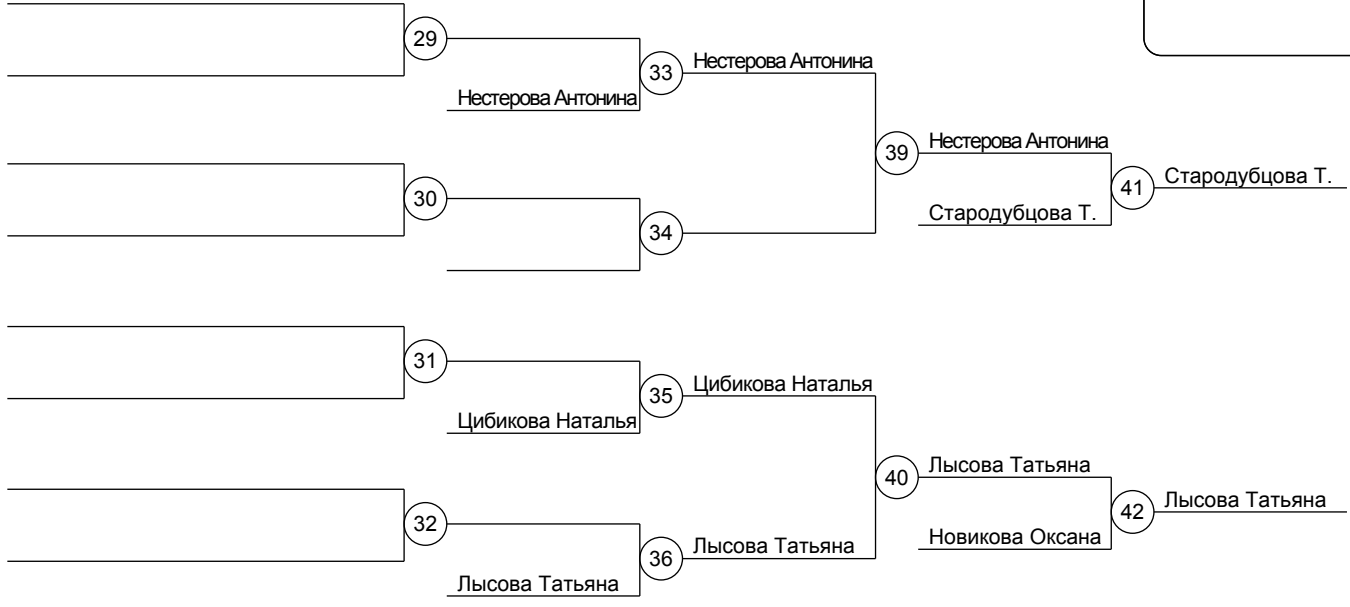 29
33
Нестерова Антонина
Нестерова Антонина
39
Нестерова Антонина
41
Стародубцова Т.
30
Стародубцова Т.
34
31
35
Цибикова Наталья
Цибикова Наталья
40
Лысова Татьяна
42
Лысова Татьяна
32
Новикова Оксана
36
Лысова Татьяна
Лысова Татьяна